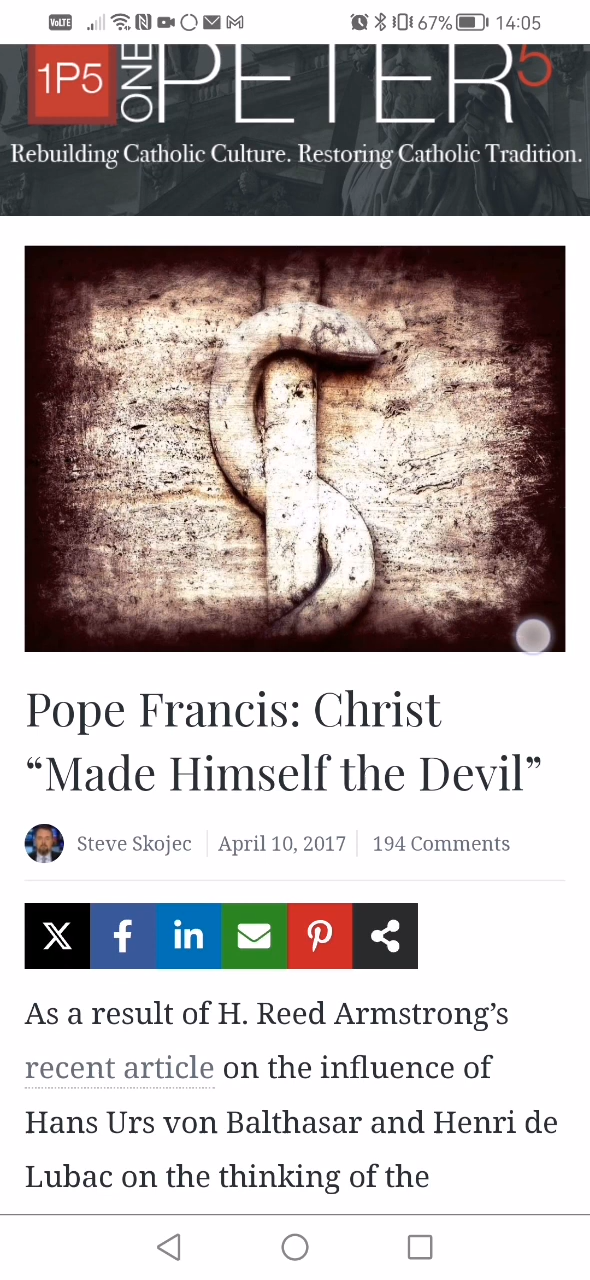 VoLTE 67% 14:05
1P5 ONE PETER5
Rebuilding Catholic Culture. Restoring Catholic Tradition.
Pope Francis: Christ
“Made Himself the Devil”
Steve Skojec April 10, 2017 194 Comments
As a result of H. Reed Armstrong’s
recent article on the influence of
Hans Urs von Balthasar and Henri de
Lubac on the thinking of the